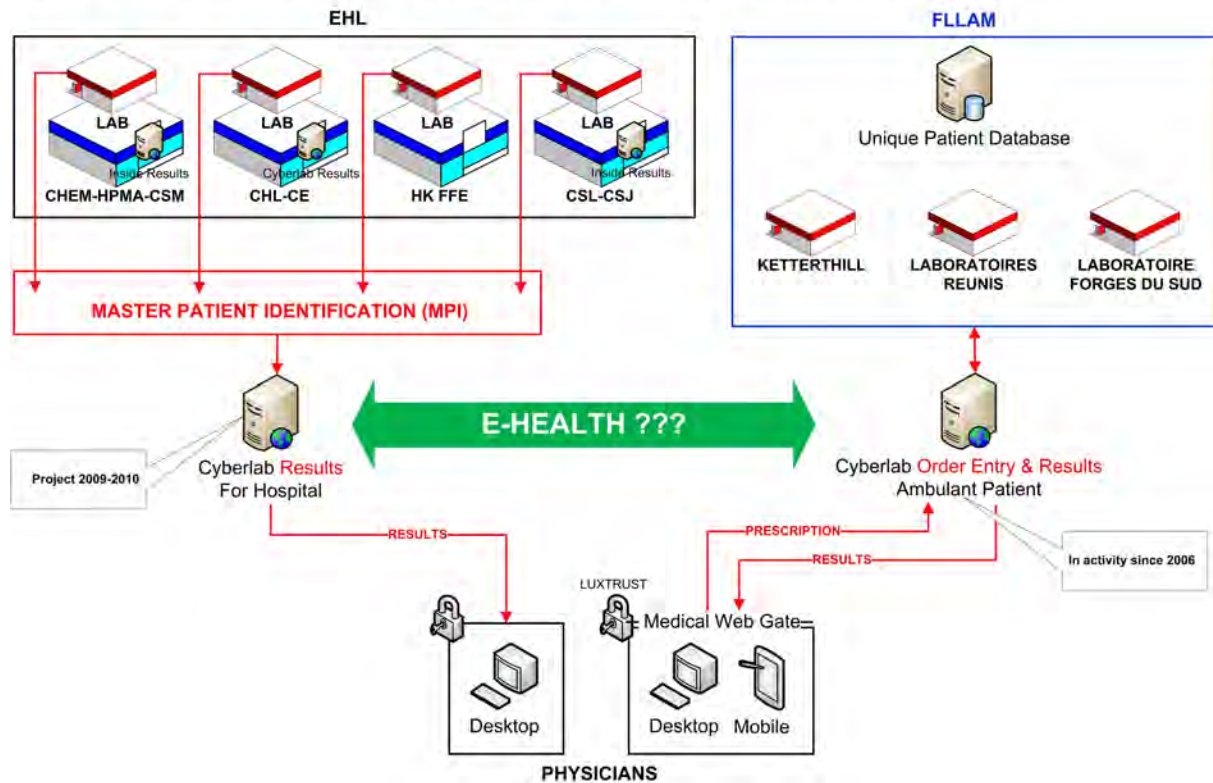 EHL
FLLAM
LAB
LAB
LAB
LAB
Inside Results
Cyberlab Results
Inside Results
CHEM-HPMA-CSM
CHL-CE
HK FFE
CSL-CSJ
Unique Patient Database
KETTERTHILL
LABORATOIRES
REUNIS
LABORATOIRE
FORGES DU SUD
MASTER PATIENT IDENTIFICATION (MPI)
E-HEALTH ???
Project 2009-2010
Cyberlab Results
For Hospital
Cyberlab Order Entry & Results
Ambulant Patient
In activity since 2006
RESULTS
PRESCRIPTION
RESULTS
LUXTRUST
Medical Web Gate
Desktop
Desktop
Mobile
PHYSICIANS